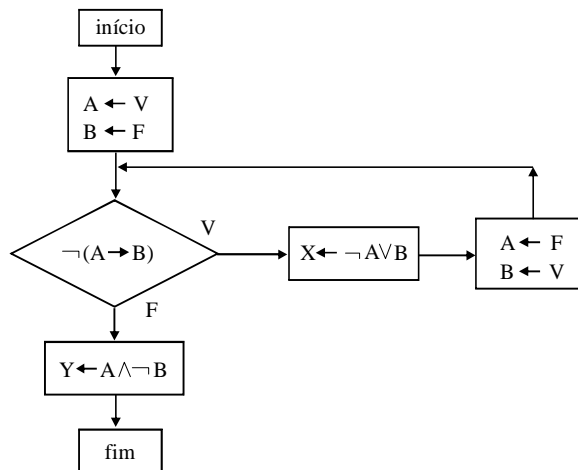 início
A ← V
B ← F
¬(A→B)
V
X ← ¬A∨B
A ← F
B ← V
F
Y ← A∧¬B
fim